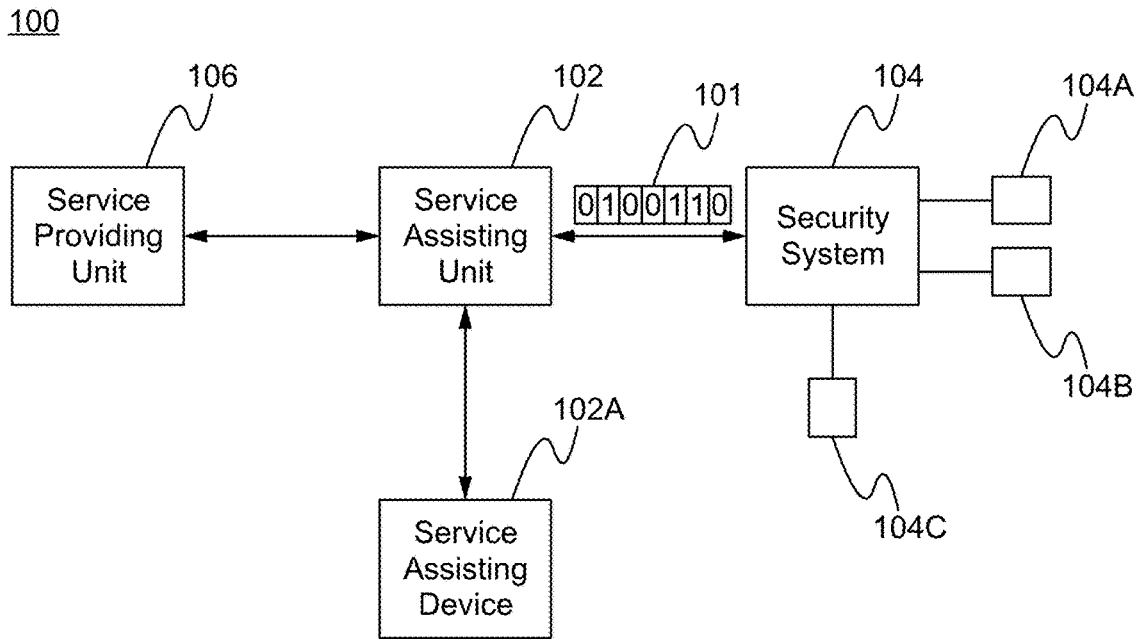 100
106
102
101
104
104A
Service
Providing
Unit
Service
Assisting
Unit
0100110
Security
System
104B
102A
104C
Service
Assisting
Device